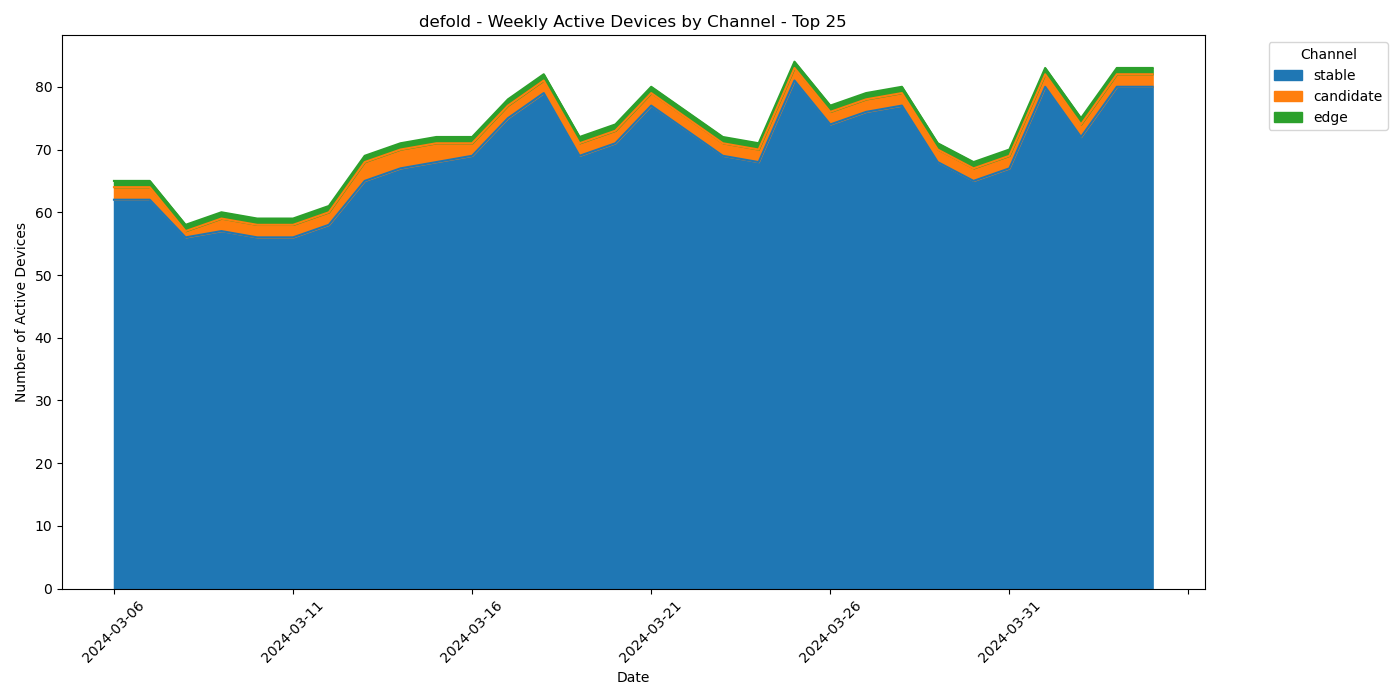 defold - Weekly Active Devices by Channel - Top 25
Channel
stable
candidate
edge
Number of Active Devices
80
70
60
50
40
30
20
10
0
2024-03-06
2024-03-11
2024-03-16
2024-03-21
2024-03-26
2024-03-31
Date